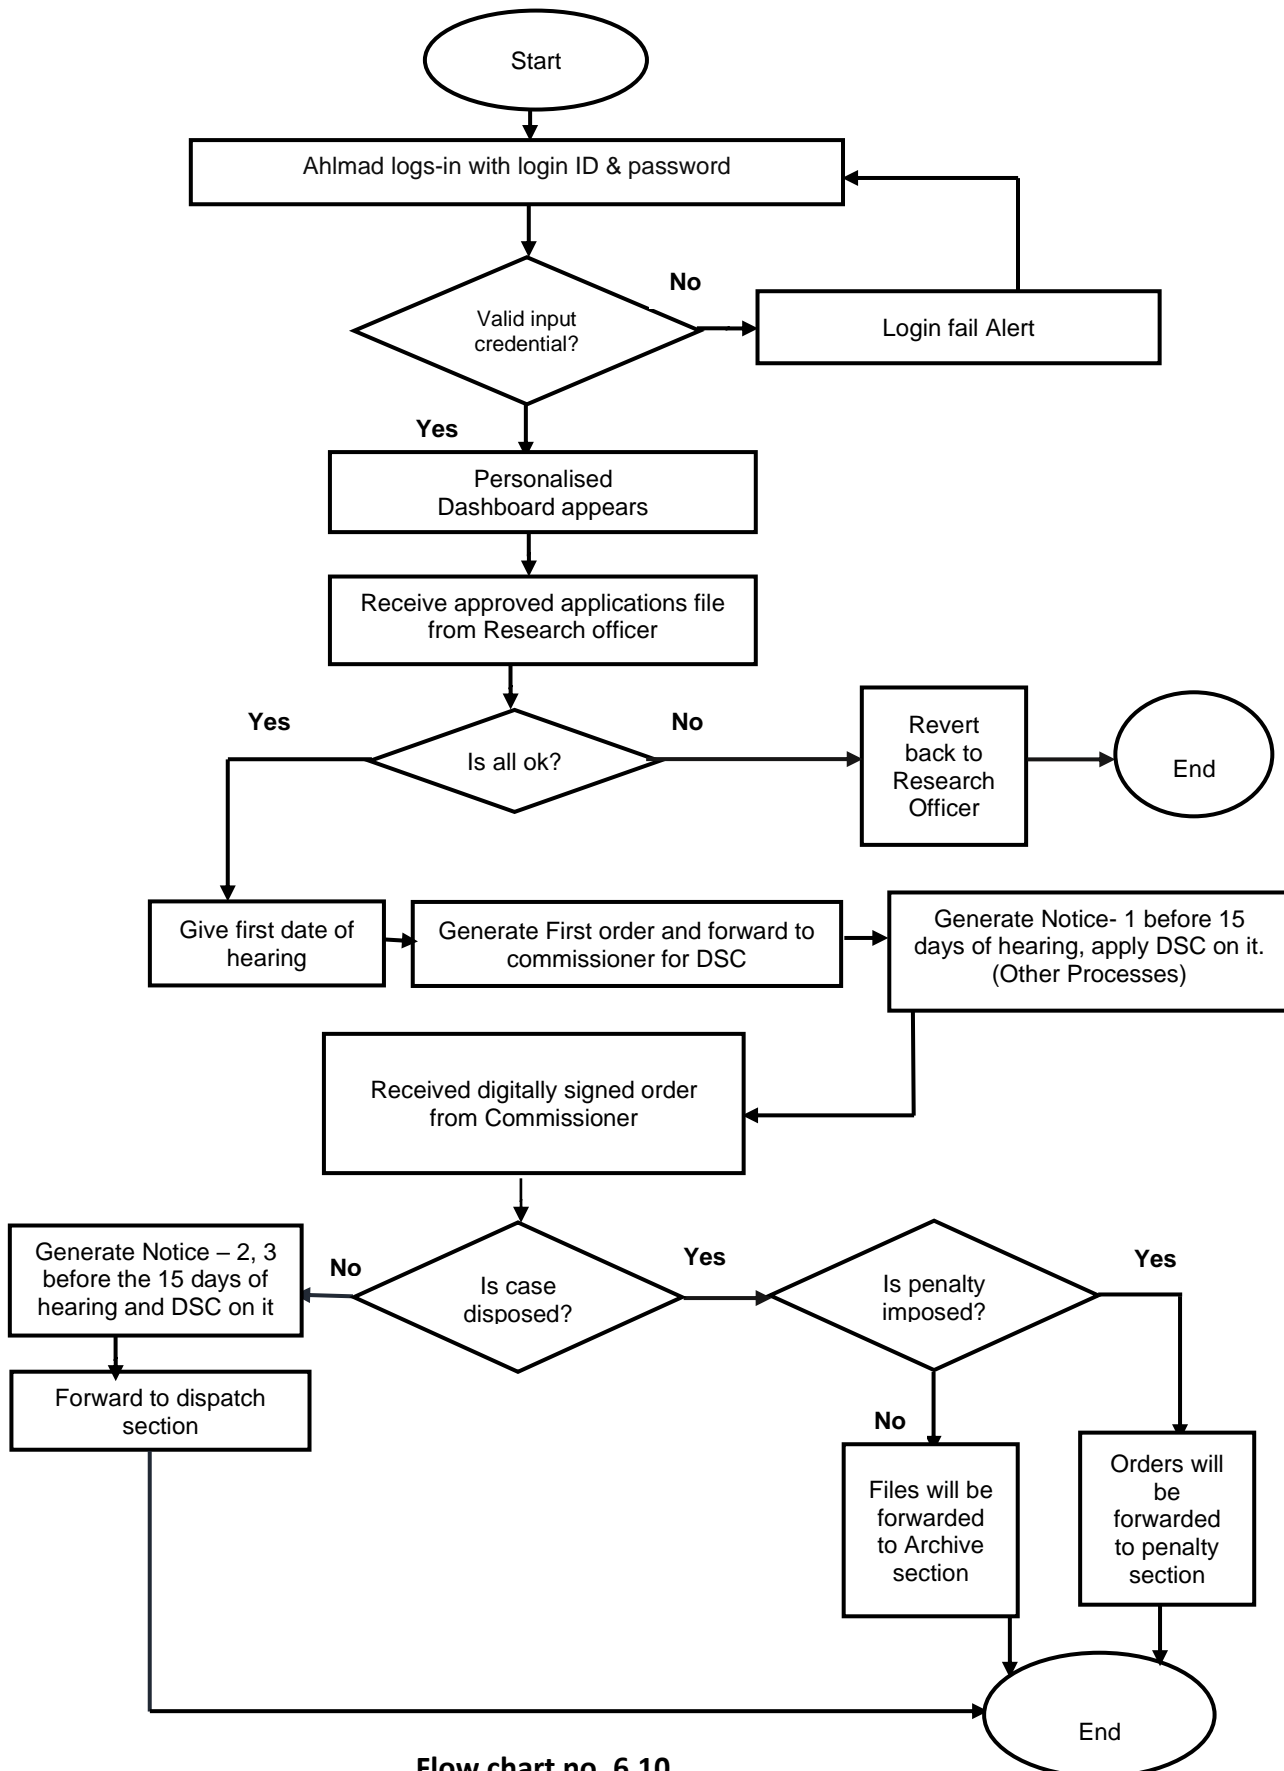 Start
Ahlmad logs-in with login ID & password
No
Valid input
credential?
Login fail Alert
Yes
Personalised
Dashboard appears
Receive approved applications file
from Research officer
Yes
No
Is all ok?
Revert
back to
Research
Officer
End
Give first date of
hearing
Generate First order and forward to
commissioner for DSC
Generate Notice- 1 before 15
days of hearing, apply DSC on it.
(Other Processes)
Received digitally signed order
from Commissioner
Generate Notice – 2, 3
before the 15 days of
hearing and DSC on it
No
Is case
disposed?
Yes
Is penalty
imposed?
Yes
Forward to dispatch
section
No
Files will be
forwarded
to Archive
section
Orders will
be
forwarded
to penalty
section
End
Flow chart no. 6.10